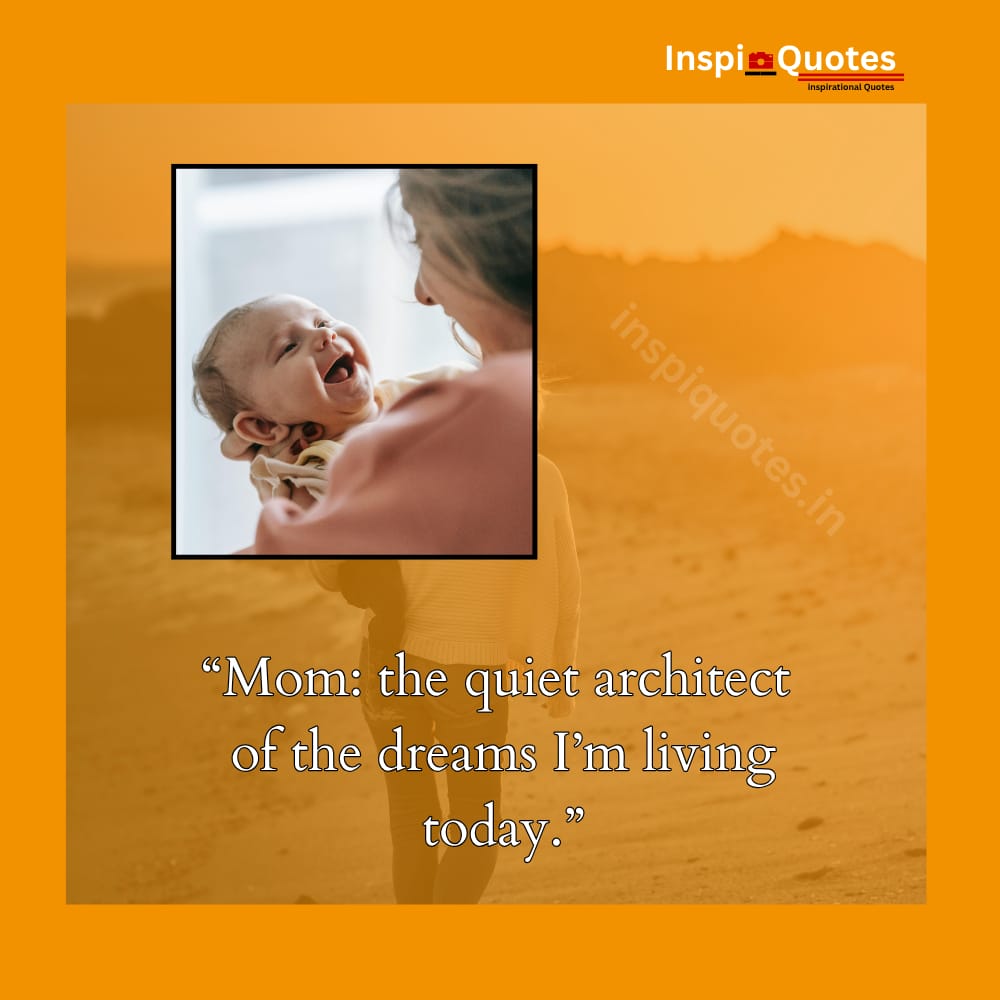 Inspi Quotes
inspirational Quotes
inspiquotes.in
“Mom: the quiet architect
of the dreams I’m living
today.”